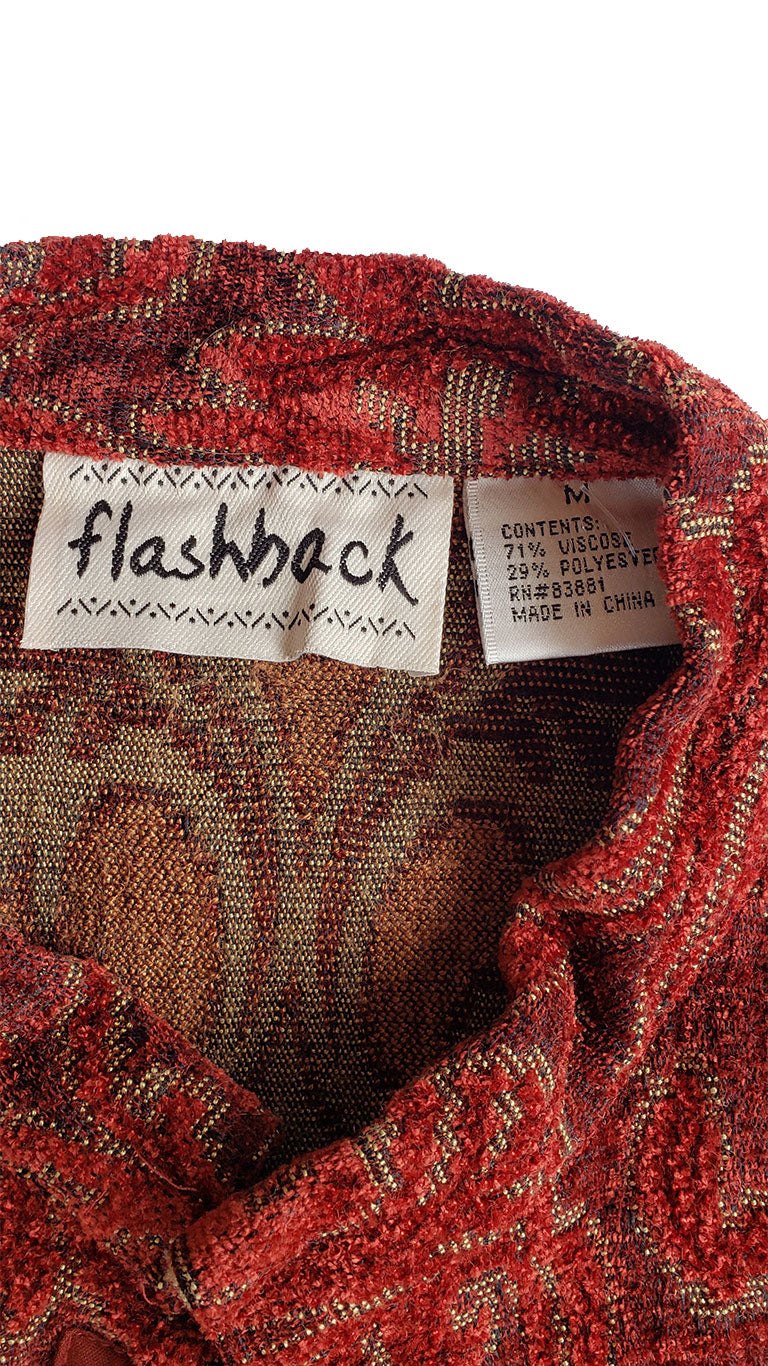 flashback
M
CONTENTS:
71% VISCOSE
29% POLYESTER
RN#83881
MADE IN CHINA